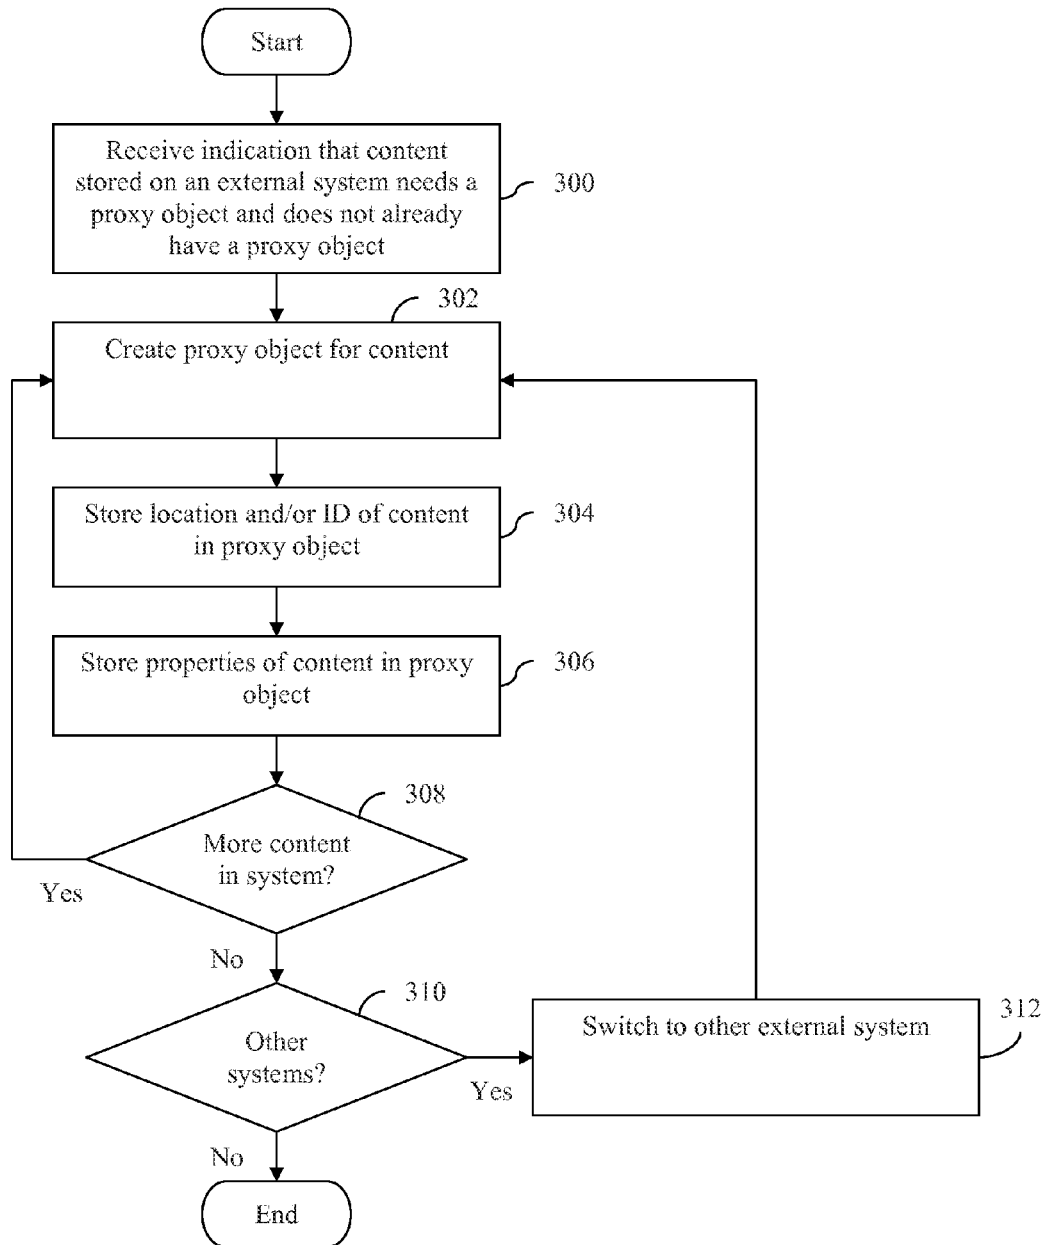 Start
Receive indication that content
stored on an external system needs a
proxy object and does not already
have a proxy object
300
302
Create proxy object for content
Store location and/or ID of content
in proxy object
304
Store properties of content in proxy
object
306
308
More content
in system?
Yes
No
310
Other
systems?
Yes
Switch to other external system
312
No
End